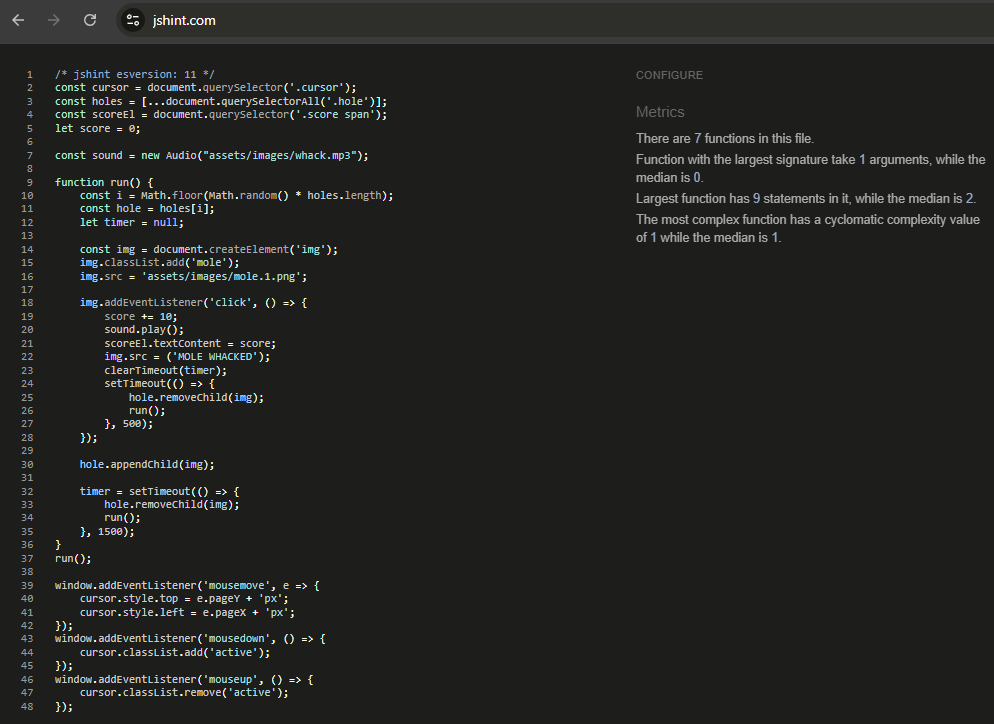 jshint.com
1 /* jshint esversion: 11 */
2 const cursor = document.querySelector('.cursor');
3 const holes = [...document.querySelectorAll('.hole')];
4 const scoreEl = document.querySelector('.score span');
5 let score = 0;
6
7 const sound = new Audio("assets/images/whack.mp3");
8
9 function run() {
10     const i = Math.floor(Math.random() * holes.length);
11     const hole = holes[i];
12     let timer = null;
13
14     const img = document.createElement('img');
15     img.classList.add('mole');
16     img.src = 'assets/images/mole.1.png';
17
18     img.addEventListener('click', () => {
19         score += 10;
20         sound.play();
21         scoreEl.textContent = score;
22         img.src = ('MOLE WHACKED');
23         clearTimeout(timer);
24         setTimeout(() => {
25             hole.removeChild(img);
26             run();
27         }, 500);
28     });
29
30     hole.appendChild(img);
31
32     timer = setTimeout(() => {
33         hole.removeChild(img);
34         run();
35     }, 1500);
36 }
37 run();
38
39 window.addEventListener('mousemove', e => {
40     cursor.style.top = e.pageY + 'px';
41     cursor.style.left = e.pageX + 'px';
42 });
43 window.addEventListener('mousedown', () => {
44     cursor.classList.add('active');
45 });
46 window.addEventListener('mouseup', () => {
47     cursor.classList.remove('active');
48 });
CONFIGURE
Metrics
There are 7 functions in this file.
Function with the largest signature take 1 arguments, while the
median is 0.
Largest function has 9 statements in it, while the median is 2.
The most complex function has a cyclomatic complexity value
of 1 while the median is 1.